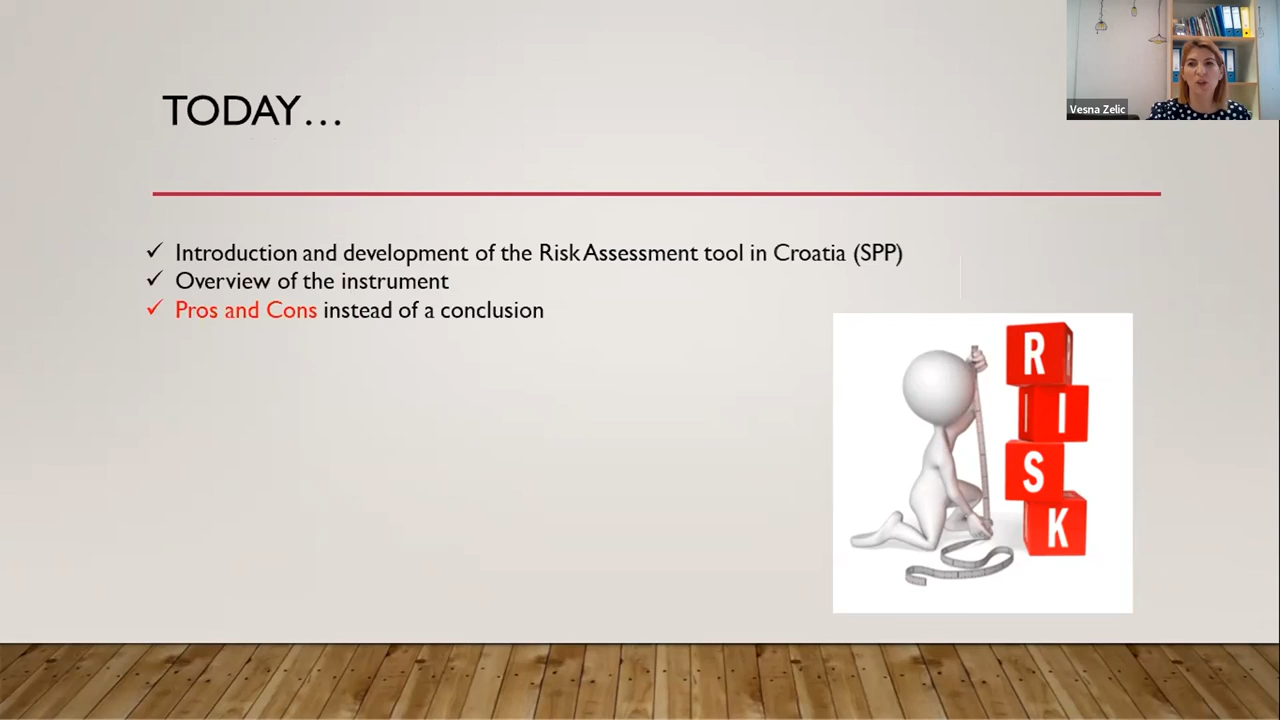 TODAY...
Vesna Zelic
✓ Introduction and development of the Risk Assessment tool in Croatia (SPP)
✓ Overview of the instrument
✓ Pros and Cons instead of a conclusion
R
I
S
K